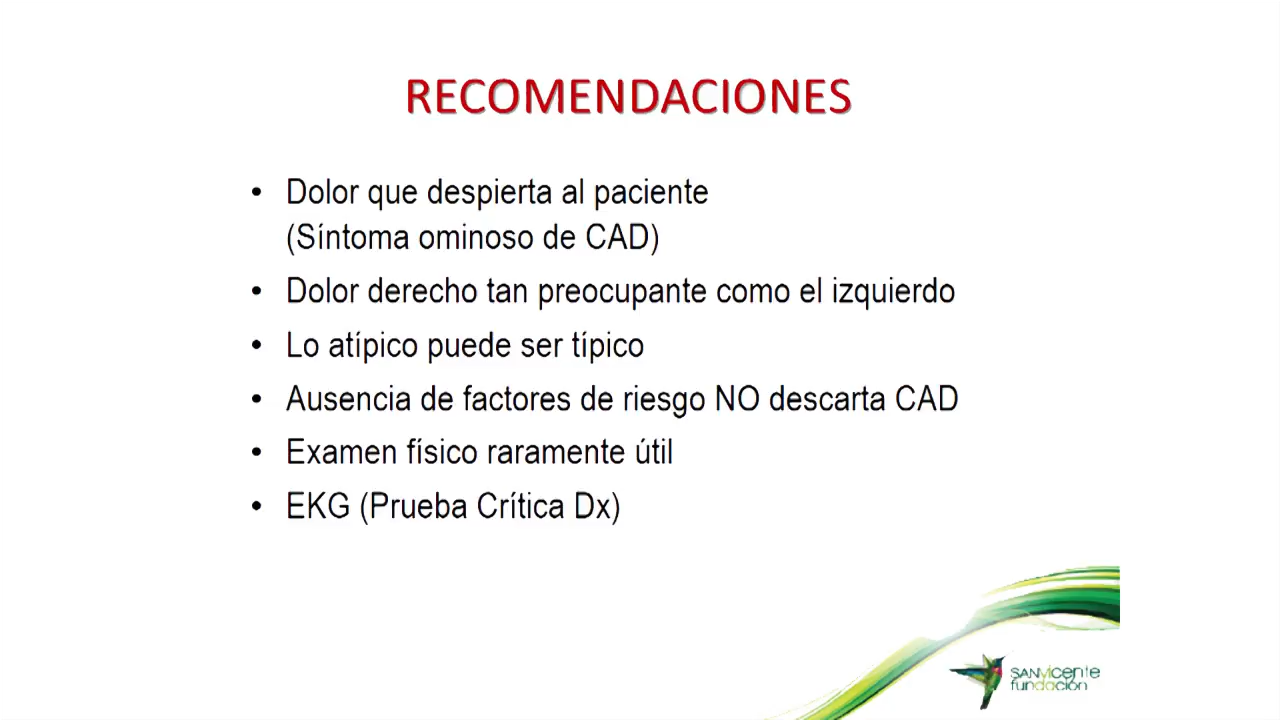 RECOMENDACIONES
• Dolor que despierta al paciente
(Síntoma ominoso de CAD)
• Dolor derecho tan preocupante como el izquierdo
• Lo atípico puede ser típico
• Ausencia de factores de riesgo NO descarta CAD
• Examen físico raramente útil
• EKG (Prueba Crítica Dx)
SANVICENTE
fundación